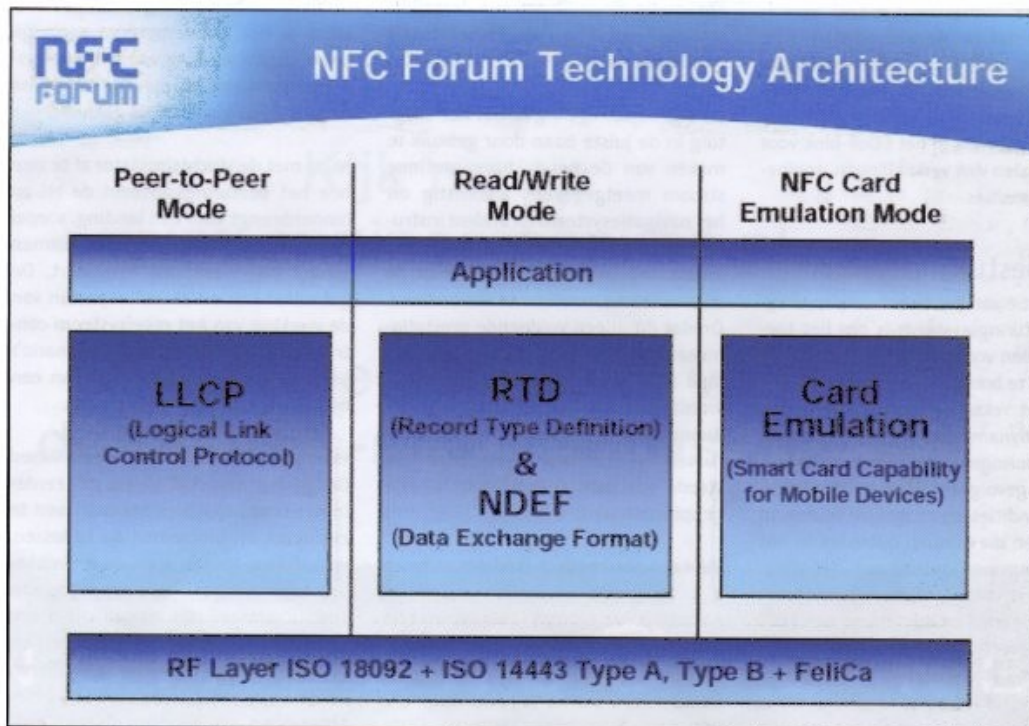 NFC
FORUM
NFC Forum Technology Architecture
Peer-to-Peer
Mode
Read/Write
Mode
NFC Card
Emulation Mode
Application
LLCP
(Logical Link
Control Protocol)
RTD
(Record Type Definition)
&
NDEF
(Data Exchange Format)
Card
Emulation
(Smart Card Capability
for Mobile Devices)
RF Layer ISO 18092 + ISO 14443 Type A, Type B + FeliCa